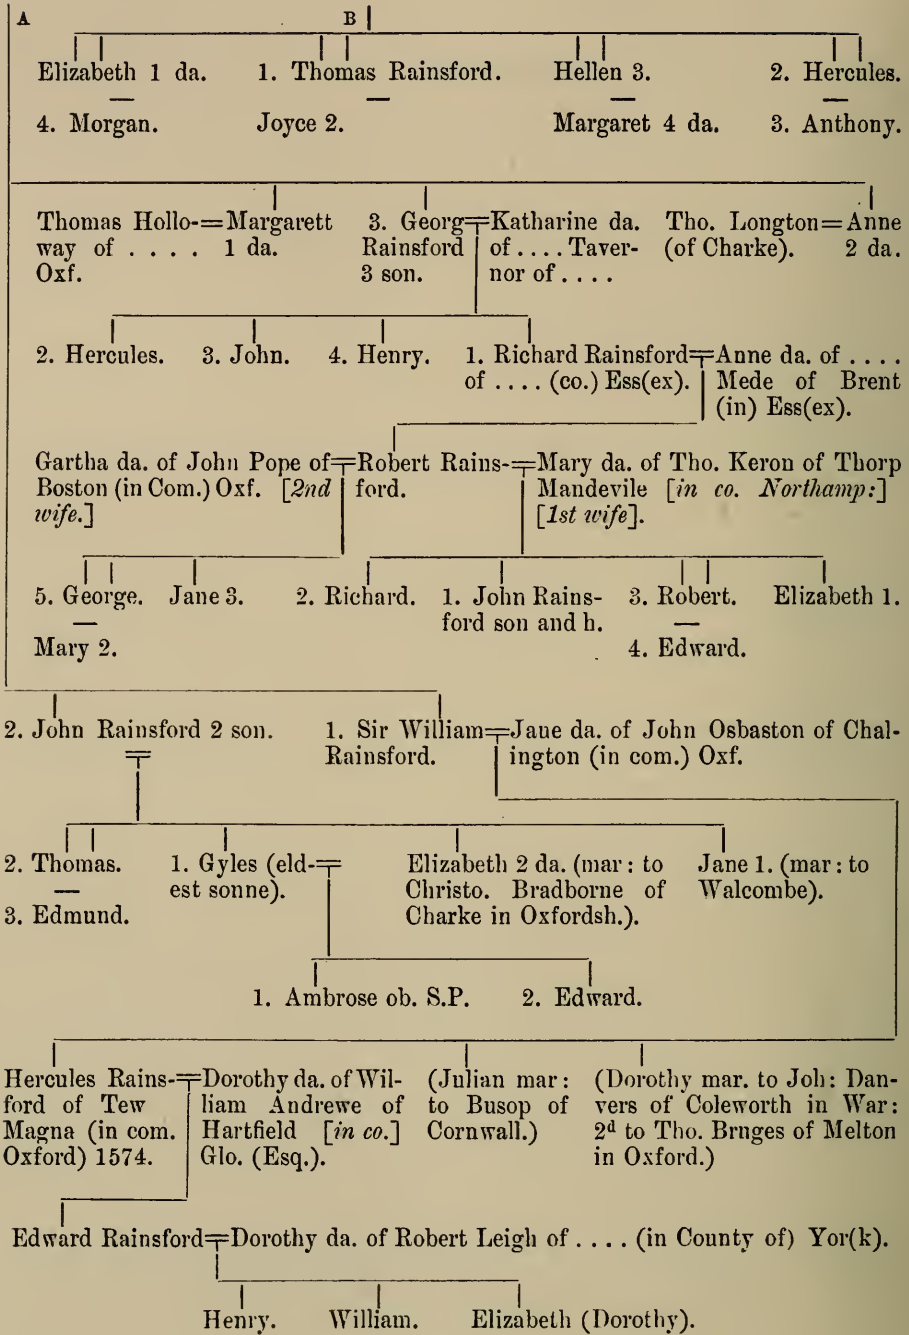 A B
Elizabeth 1 da. 1. Thomas Rainsford. Hellen 3. 2. Hercules.
4. Morgan. Joyce 2. Margaret 4 da. 3. Anthony.
Thomas Hollo-=Margarett 3. Georg=Katharine da. Tho. Longton=Anne
way of . . . . 1 da. Rainsford of . . . . Taver- (of Charke). 2 da.
Oxf. 3 son. nor of . . . .
2. Hercules. 3. John. 4. Henry. 1. Richard Rainsford=Anne da. of . . . .
of . . . . (co.) Ess(ex). Mede of Brent
(in) Ess(ex).
Gartha da. of John Pope of=Robert Rains-=Mary da. of Tho. Keron of Thorp
Boston (in Com.) Oxf. [2nd ford. Mandevile [in co. Northamp:]
wife.] [1st wife].
5. George. Jane 3. 2. Richard. 1. John Rains- 3. Robert. Elizabeth 1.
ford son and h.
Mary 2. 4. Edward.
2. John Rainsford 2 son. 1. Sir William=Jane da. of John Osbaston of Chal-
Rainsford. ington (in com.) Oxf.
2. Thomas. 1. Gyles (eld-= Elizabeth 2 da. (mar: to Jane 1. (mar: to
est sonne). Christo. Bradborne of Walcombe).
3. Edmund. Charke in Oxfordsh.).
1. Ambrose ob. S.P. 2. Edward.
Hercules Rains-=Dorothy da. of Wil- (Julian mar: (Dorothy mar. to Joh: Dan-
ford of Tew liam Andrewe of to Busop of vers of Coleworth in War:
Magna (in com. Hartfield [in co.] Cornwall.) 2d to Tho. Bruges of Melton
Oxford) 1574. Glo. (Esq.). in Oxford.)
Edward Rainsford=Dorothy da. of Robert Leigh of . . . . (in County of) Yor(k).
Henry. William. Elizabeth (Dorothy).